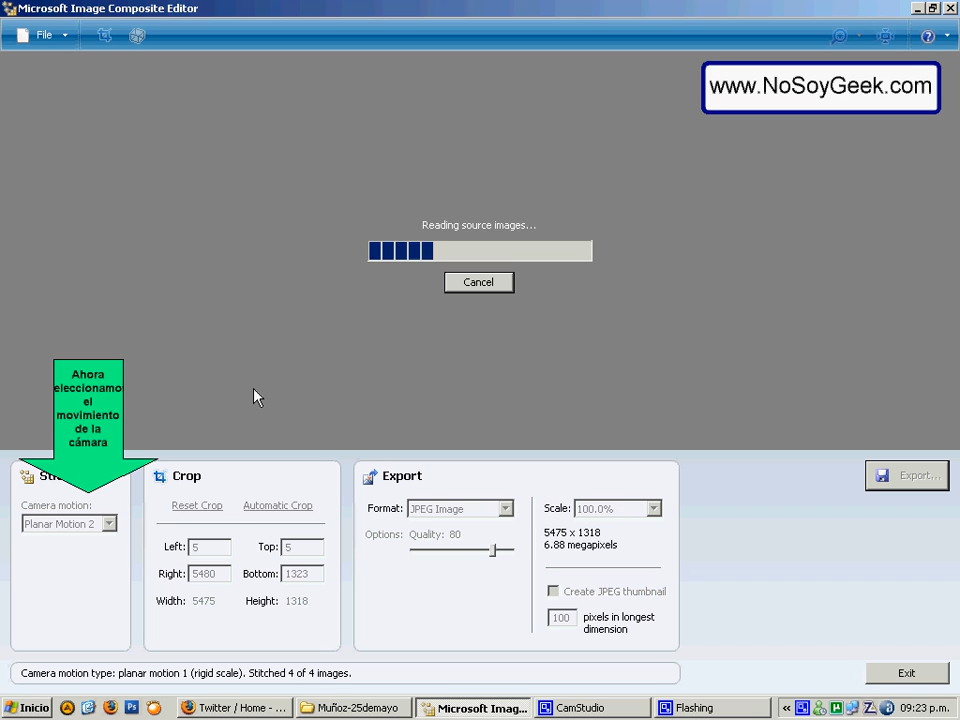 Microsoft Image Composite Editor
File
www.NoSoyGeek.com
Reading source images...
Cancel
Ahora
eleccionamo
el
movimiento
de la
cámara
Crop
Export
Export...
Camera motion:
Planar Motion 2
Reset Crop
Automatic Crop
Left: 5
Top: 5
Right: 5480
Bottom: 1323
Width: 5475
Height: 1318
Format: JPEG Image
Options: Quality: 80
Scale: 100.0%
5475 x 1318
6.88 megapixels
Create JPEG thumbnail
100 pixels in longest
dimension
Camera motion type: planar motion 1 (rigid scale). Stitched 4 of 4 images.
Exit
Inicio
Twitter / Home - ...
Muñoz-25demayo
Microsoft Imag...
CamStudio
Flashing
09:23 p.m.